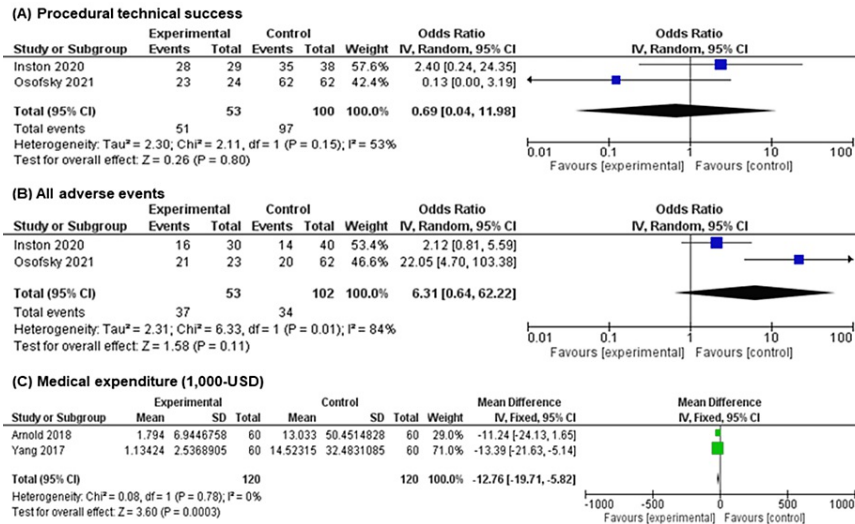 (A) Procedural technical success
Experimental Control Odds Ratio Odds Ratio
Study or Subgroup Events Total Events Total Weight IV, Random, 95% CI IV, Random, 95% CI
Inston 2020 28 29 35 38 57.6% 2.40 [0.24, 24.35]
Osofsky 2021 23 24 62 62 42.4% 0.13 [0.00, 3.19]
Total (95% CI) 53 100 100.0% 0.69 [0.04, 11.98]
Total events 51 97
Heterogeneity: Tau² = 2.30; Chi² = 2.11, df = 1 (P = 0.15); I² = 53%
Test for overall effect: Z = 0.26 (P = 0.80)
0.01 0.1 1 10 100
Favours [experimental] Favours [control]
(B) All adverse events
Experimental Control Odds Ratio Odds Ratio
Study or Subgroup Events Total Events Total Weight IV, Random, 95% CI IV, Random, 95% CI
Inston 2020 16 30 14 40 53.4% 2.12 [0.81, 5.59]
Osofsky 2021 21 23 20 62 46.6% 22.05 [4.70, 103.38]
Total (95% CI) 53 102 100.0% 6.31 [0.64, 62.22]
Total events 37 34
Heterogeneity: Tau² = 2.31; Chi² = 6.33, df = 1 (P = 0.01); I² = 84%
Test for overall effect: Z = 1.58 (P = 0.11)
0.01 0.1 1 10 100
Favours [experimental] Favours [control]
(C) Medical expenditure (1,000-USD)
Experimental Control Mean Difference Mean Difference
Study or Subgroup Mean SD Total Mean SD Total Weight IV, Fixed, 95% CI IV, Fixed, 95% CI
Arnold 2018 1.794 6.9446758 60 13.033 50.4514828 60 29.0% -11.24 [-24.13, 1.65]
Yang 2017 1.13424 2.5368905 60 14.52315 32.4831085 60 71.0% -13.39 [-21.63, -5.14]
Total (95% CI) 120 120 100.0% -12.76 [-19.71, -5.82]
Heterogeneity: Chi² = 0.08, df = 1 (P = 0.78); I² = 0%
Test for overall effect: Z = 3.60 (P = 0.0003)
-1000 -500 0 500 1000
Favours [experimental] Favours [control]